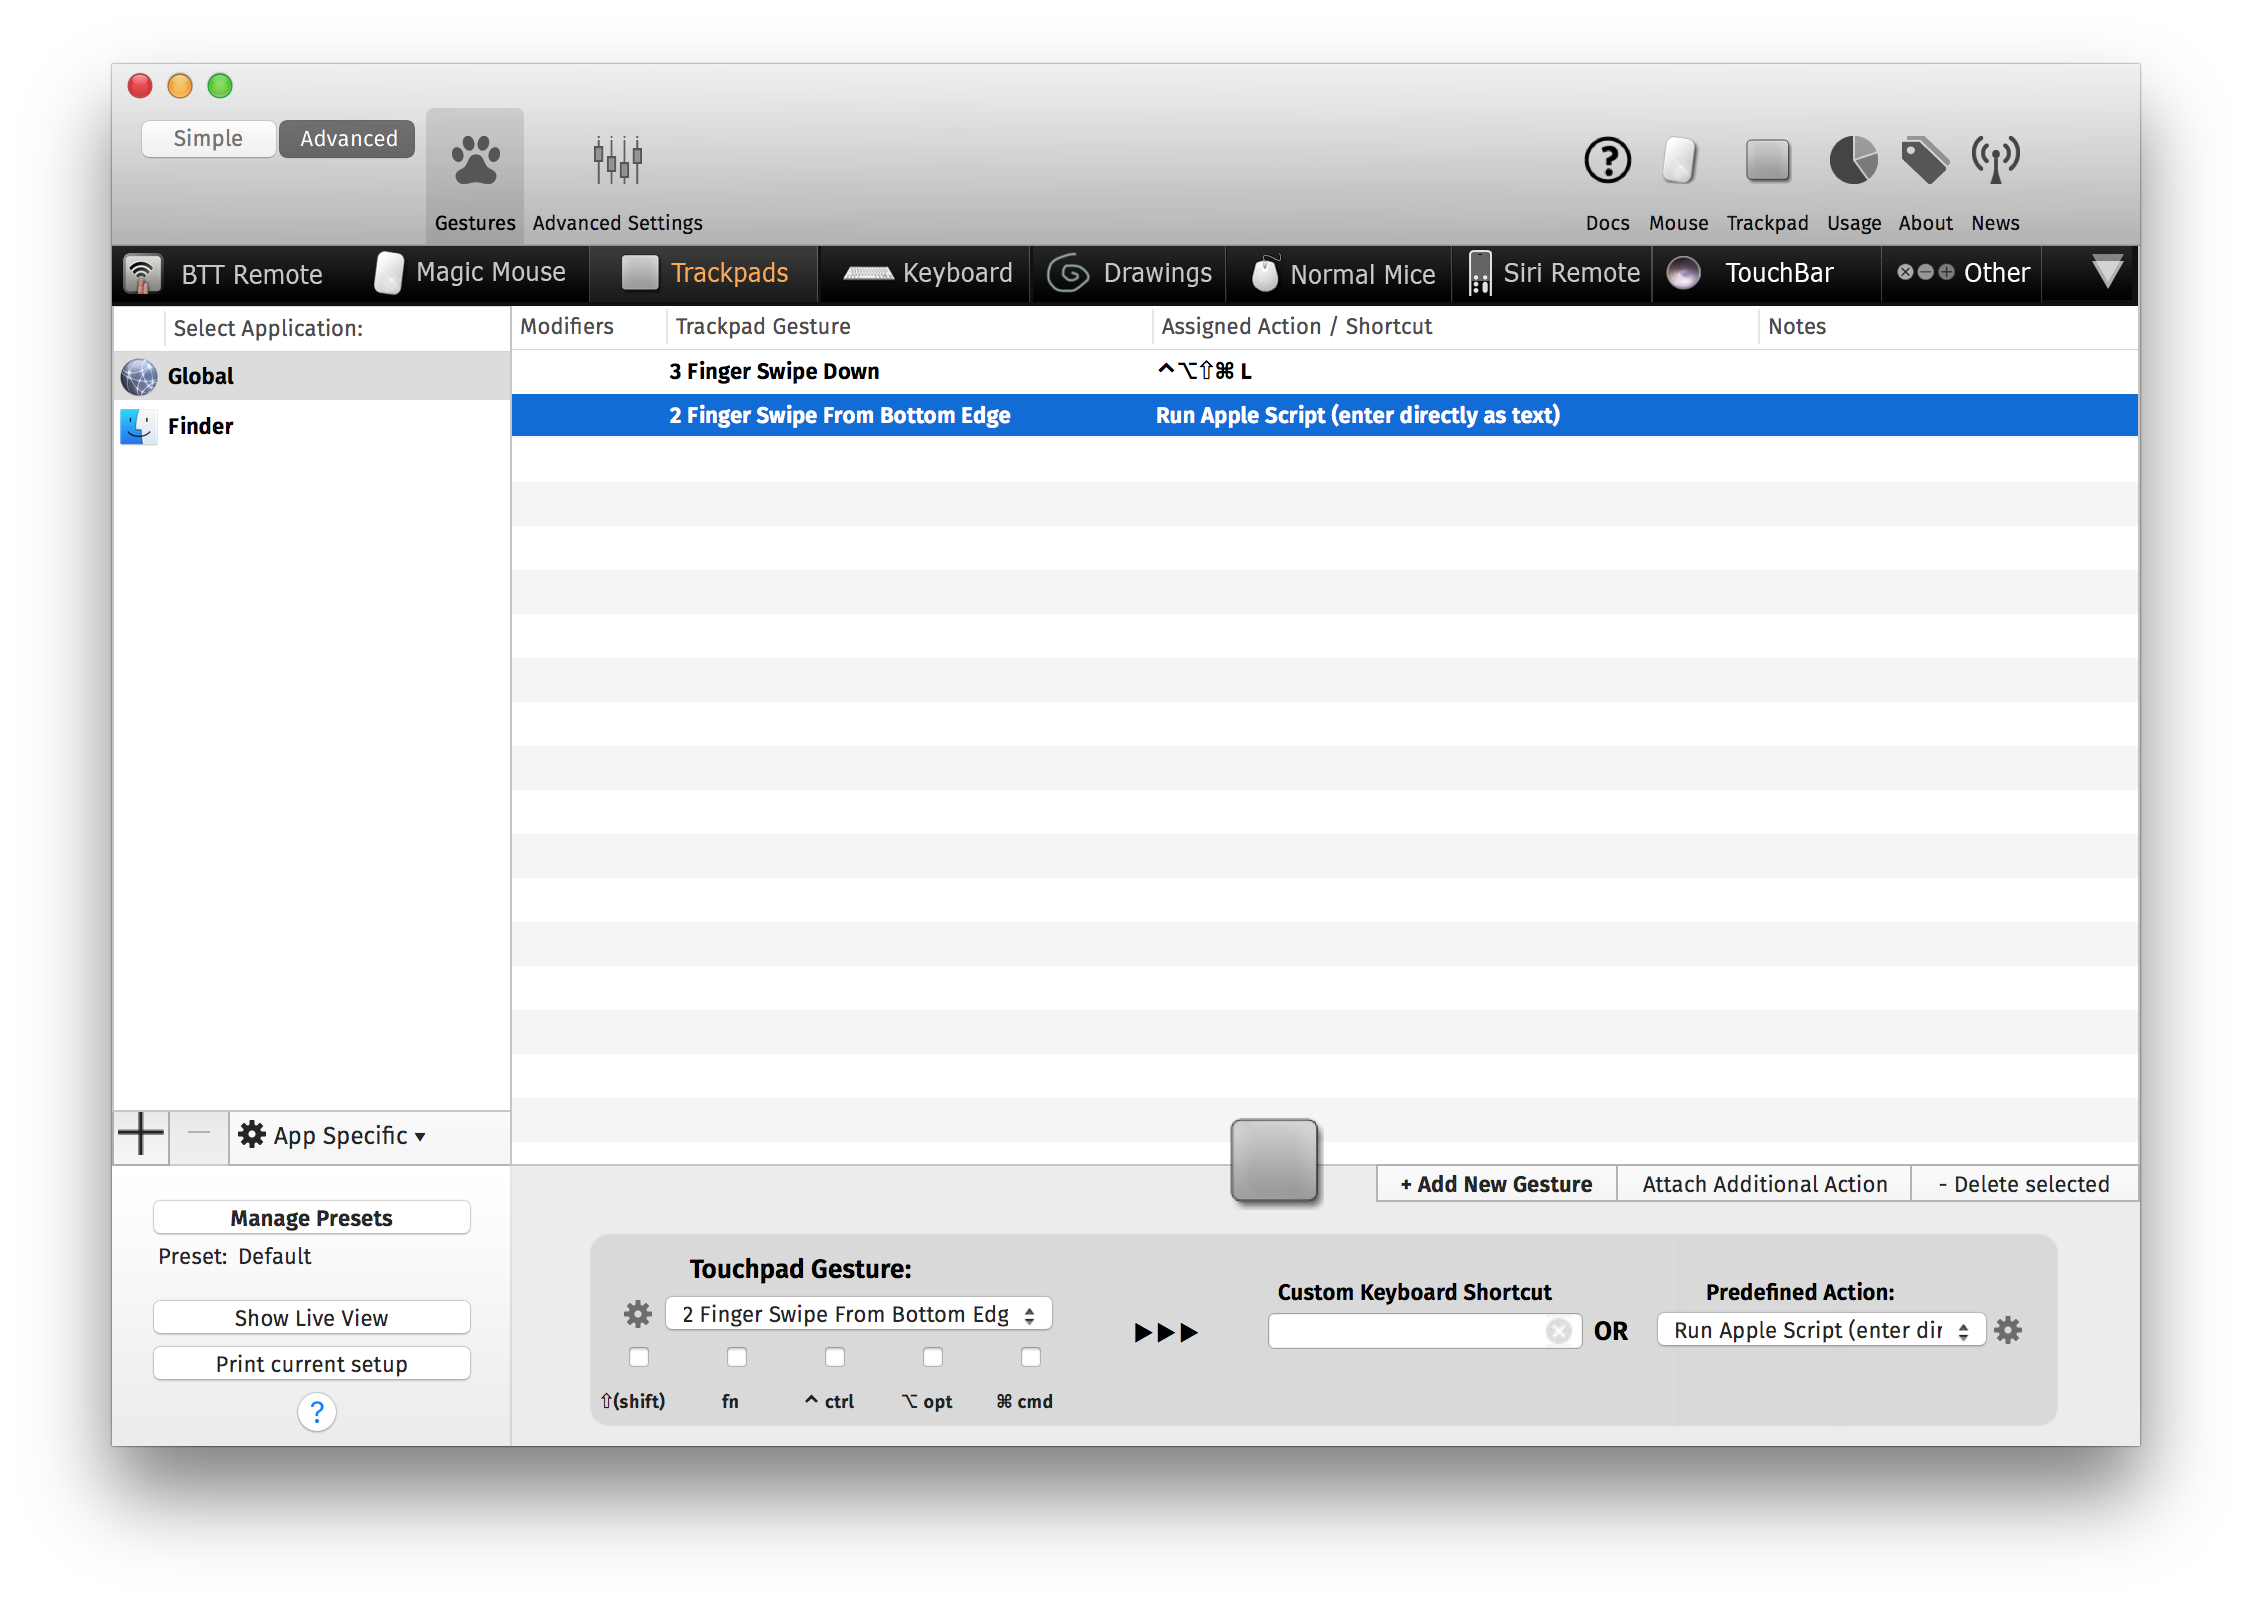 Simple Advanced
Gestures Advanced Settings Docs Mouse Trackpad Usage About News
BTT Remote Magic Mouse Trackpads Keyboard Drawings Normal Mice Siri Remote TouchBar Other
Select Application: Modifiers Trackpad Gesture Assigned Action / Shortcut Notes
Global 3 Finger Swipe Down ^⌥⇧⌘ L
2 Finger Swipe From Bottom Edge Run Apple Script (enter directly as text)
Finder
App Specific ▾
+ Add New Gesture Attach Additional Action - Delete selected
Manage Presets
Preset: Default
Show Live View
Print current setup
?
Touchpad Gesture:
2 Finger Swipe From Bottom Edg
⇧(shift) fn ^ ctrl ⌥ opt ⌘ cmd
Custom Keyboard Shortcut
OR
Predefined Action:
Run Apple Script (enter dir